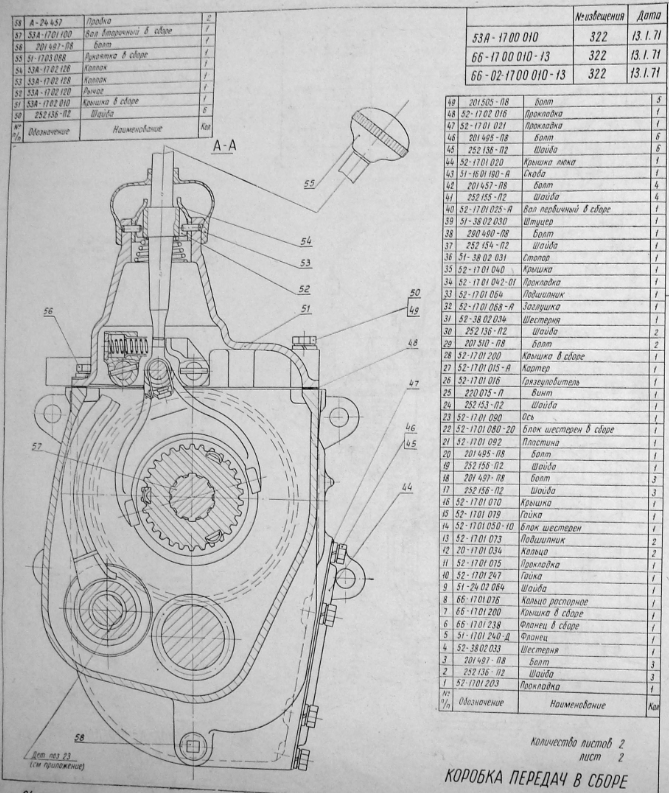 58 А-24457 Пробка 2
57 53А-1701100 Вал вторичный в сборе 1
201497-П8 Болт 1
55 51-1703088 Рукоятка в сборе 1
54 53А-1702128 Колпак 1
53 53А-1702126 Колпак 1
52 53А-1702120 Рычаг 1
51 53А-1702010 Крышка в сборе 1
50 252136-П2 Шайба
№ п/п Обозначение Наименование Кол
№извещения Дата
53А-1700010 322 13.1.71
66-1700010-13 322 13.1.71
66-02-1700010-13 322 13.1.71
49 201505-П8 Болт 5
48 52-1702016 Прокладка 1
47 52-1701021 Прокладка 1
46 201495-П8 Болт 6
45 252136-П2 Шайба 6
44 52-1701020 Крышка люка 1
43 51-1601190-А Скоба 1
42 201457-П8 Болт 4
41 252155-П2 Шайба 4
40 52-1701025-А Вал первичный в сборе 1
39 51-3802030 Штуцер 1
38 290490-П8 Болт 1
37 252154-П2 Шайба 1
36 51-3802031 Стопор 1
35 52-1701040 Крышка 1
34 52-1701042-01 Прокладка 1
33 52-1701064 Подшипник 1
32 52-1701068-А Заглушка 1
31 52-3802034 Шестерня 1
30 252136-П2 Шайба 2
29 201510-П8 Болт 2
28 52-1701200 Крышка в сборе 1
27 52-1701015-А Картер 1
26 52-1701016 Грязеуловитель 1
25 220075-П Винт 1
24 252153-П2 Шайба 1
23 52-1701090 Ось 1
22 52-1701080-20 Блок шестерен в сборе 1
21 52-1701092 Пластина 1
20 201495-П8 Болт 1
19 252156-П2 Шайба 1
18 201497-П8 Болт 3
17 252156-П2 Шайба 3
16 52-1701070 Крышка 1
15 52-1701079 Гайка 1
14 52-1701050-10 Блок шестерен 1
13 52-1701073 Подшипник 2
12 20-1701034 Кольцо 2
11 52-1701075 Прокладка 1
10 52-1701247 Гайка 1
9 51-2402064 Шайба 1
8 66-1701076 Кольцо распорное 1
7 66-1701200 Крышка в сборе 1
6 66-1701238 Фланец в сборе 1
5 51-1701240-Д Фланец 1
4 52-3802033 Шестерня 1
3 201497-П8 Болт 3
2 252136-П2 Шайба 3
1 52-1701203 Прокладка 1
№ п/п Обозначение Наименование Кол
А-А
55
54
53
52
51
50
49
56
48
47
57
46
45
44
58
Дет. поз 23
(см приложение)
Количество листов 2
лист 2
КОРОБКА ПЕРЕДАЧ В СБОРЕ